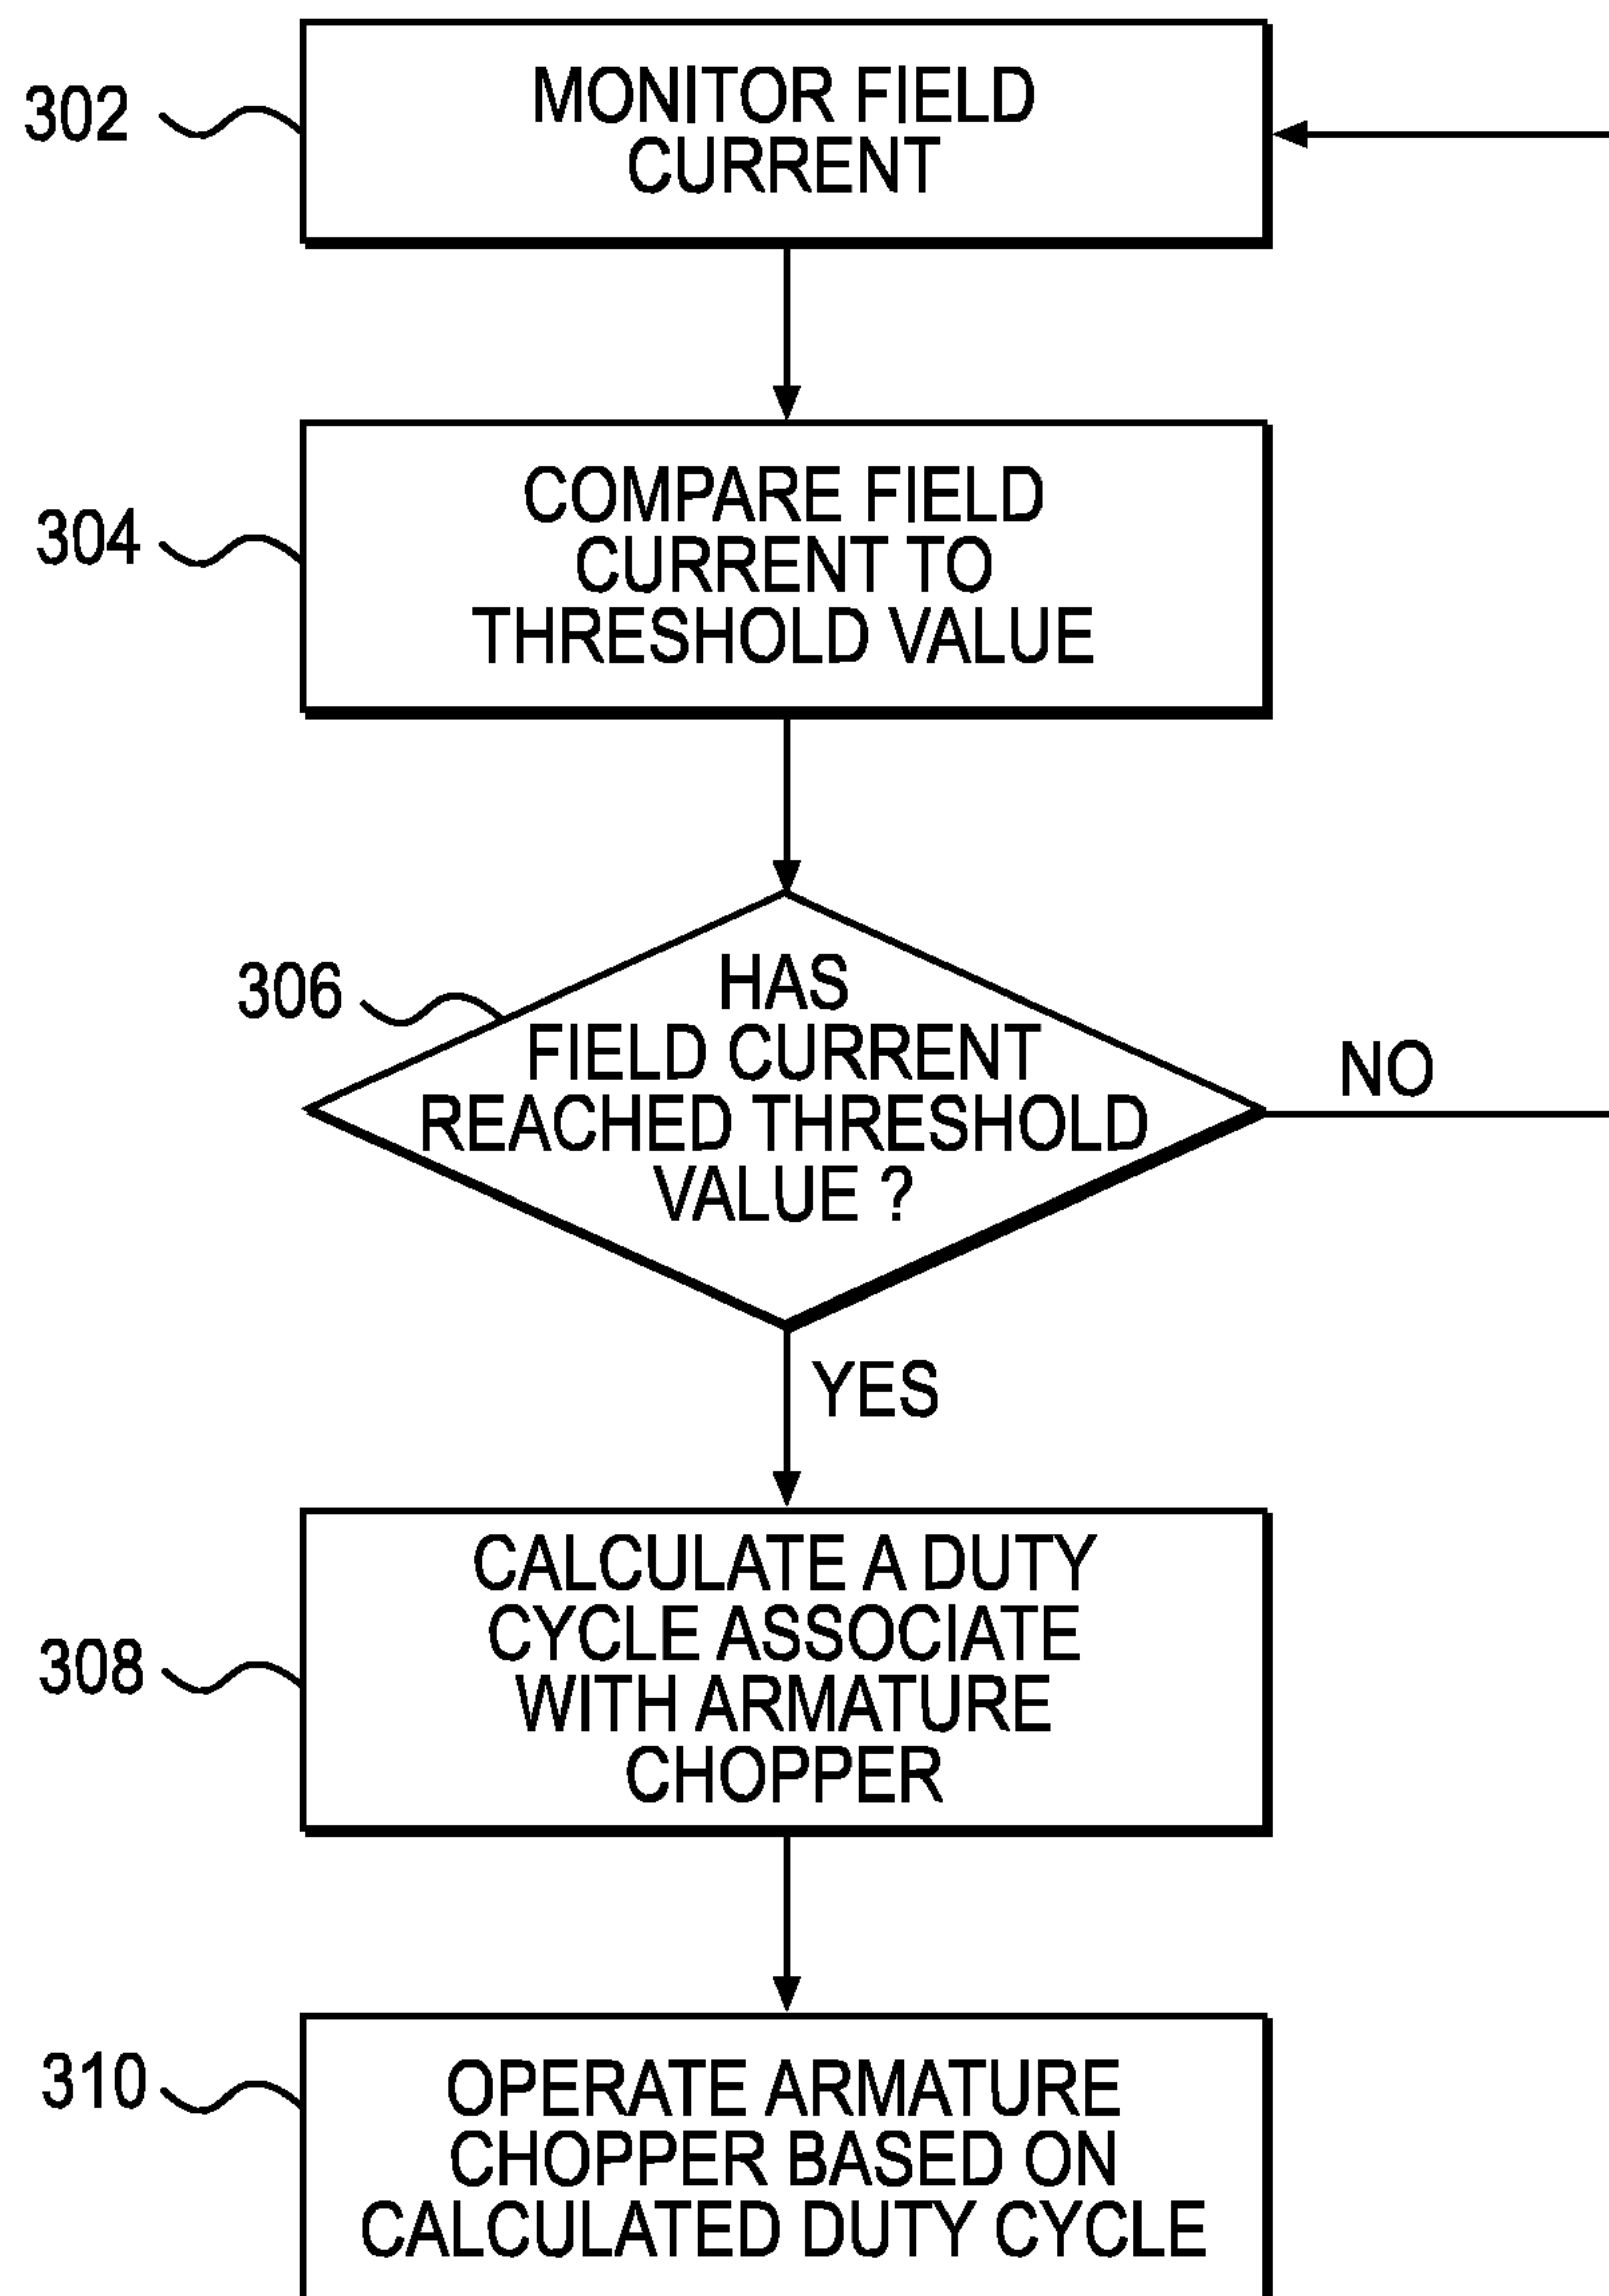 302
MONITOR FIELD
CURRENT
304
COMPARE FIELD
CURRENT TO
THRESHOLD VALUE
306
HAS
FIELD CURRENT
REACHED THRESHOLD
VALUE ?
NO
YES
308
CALCULATE A DUTY
CYCLE ASSOCIATE
WITH ARMATURE
CHOPPER
310
OPERATE ARMATURE
CHOPPER BASED ON
CALCULATED DUTY CYCLE